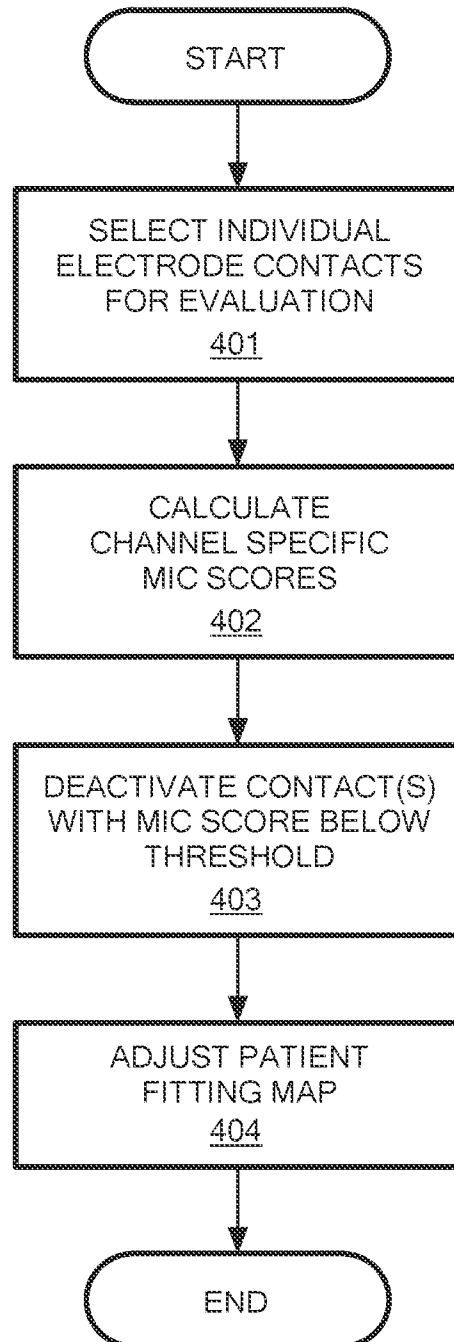 START
SELECT INDIVIDUAL
ELECTRODE CONTACTS
FOR EVALUATION
401
CALCULATE
CHANNEL SPECIFIC
MIC SCORES
402
DEACTIVATE CONTACT(S)
WITH MIC SCORE BELOW
THRESHOLD
403
ADJUST PATIENT
FITTING MAP
404
END